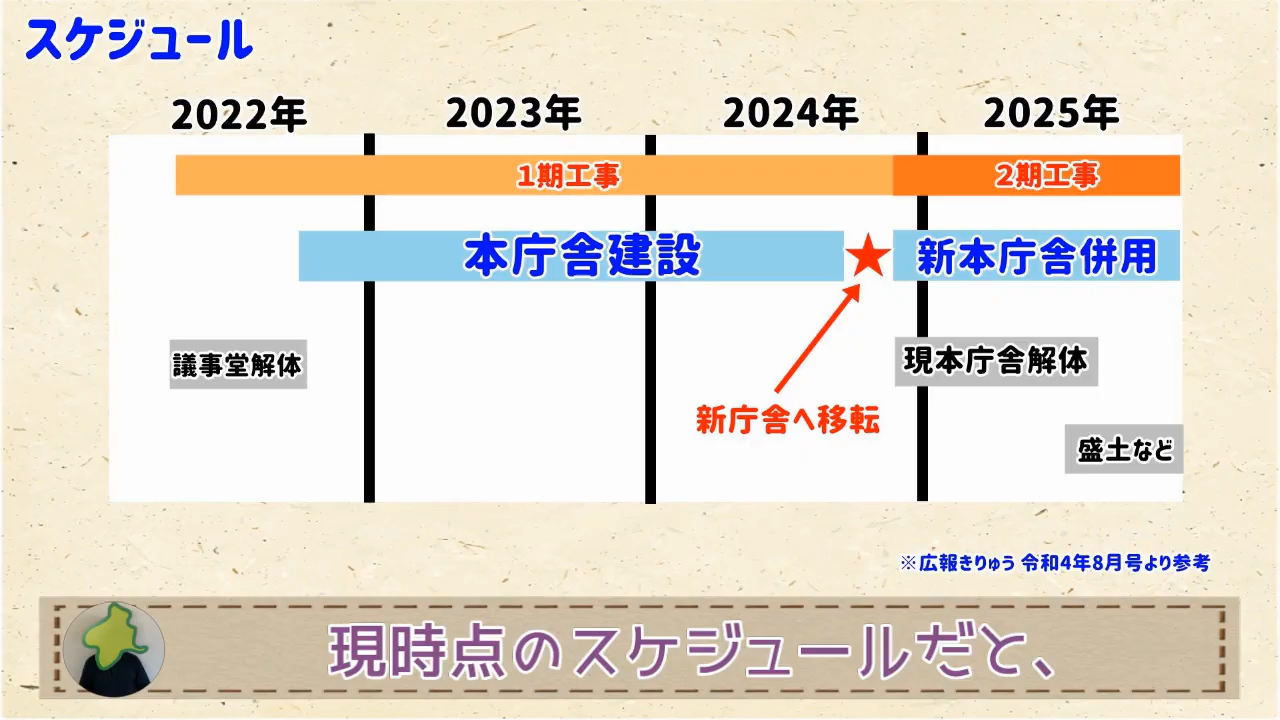 スケジュール
2022年 2023年 2024年 2025年
1期工事 2期工事
本庁舎建設 新本庁舎併用
議事堂解体 現本庁舎解体
新庁舎へ移転
盛土など
※広報きりゅう 令和4年8月号より参考
現時点のスケジュールだと、